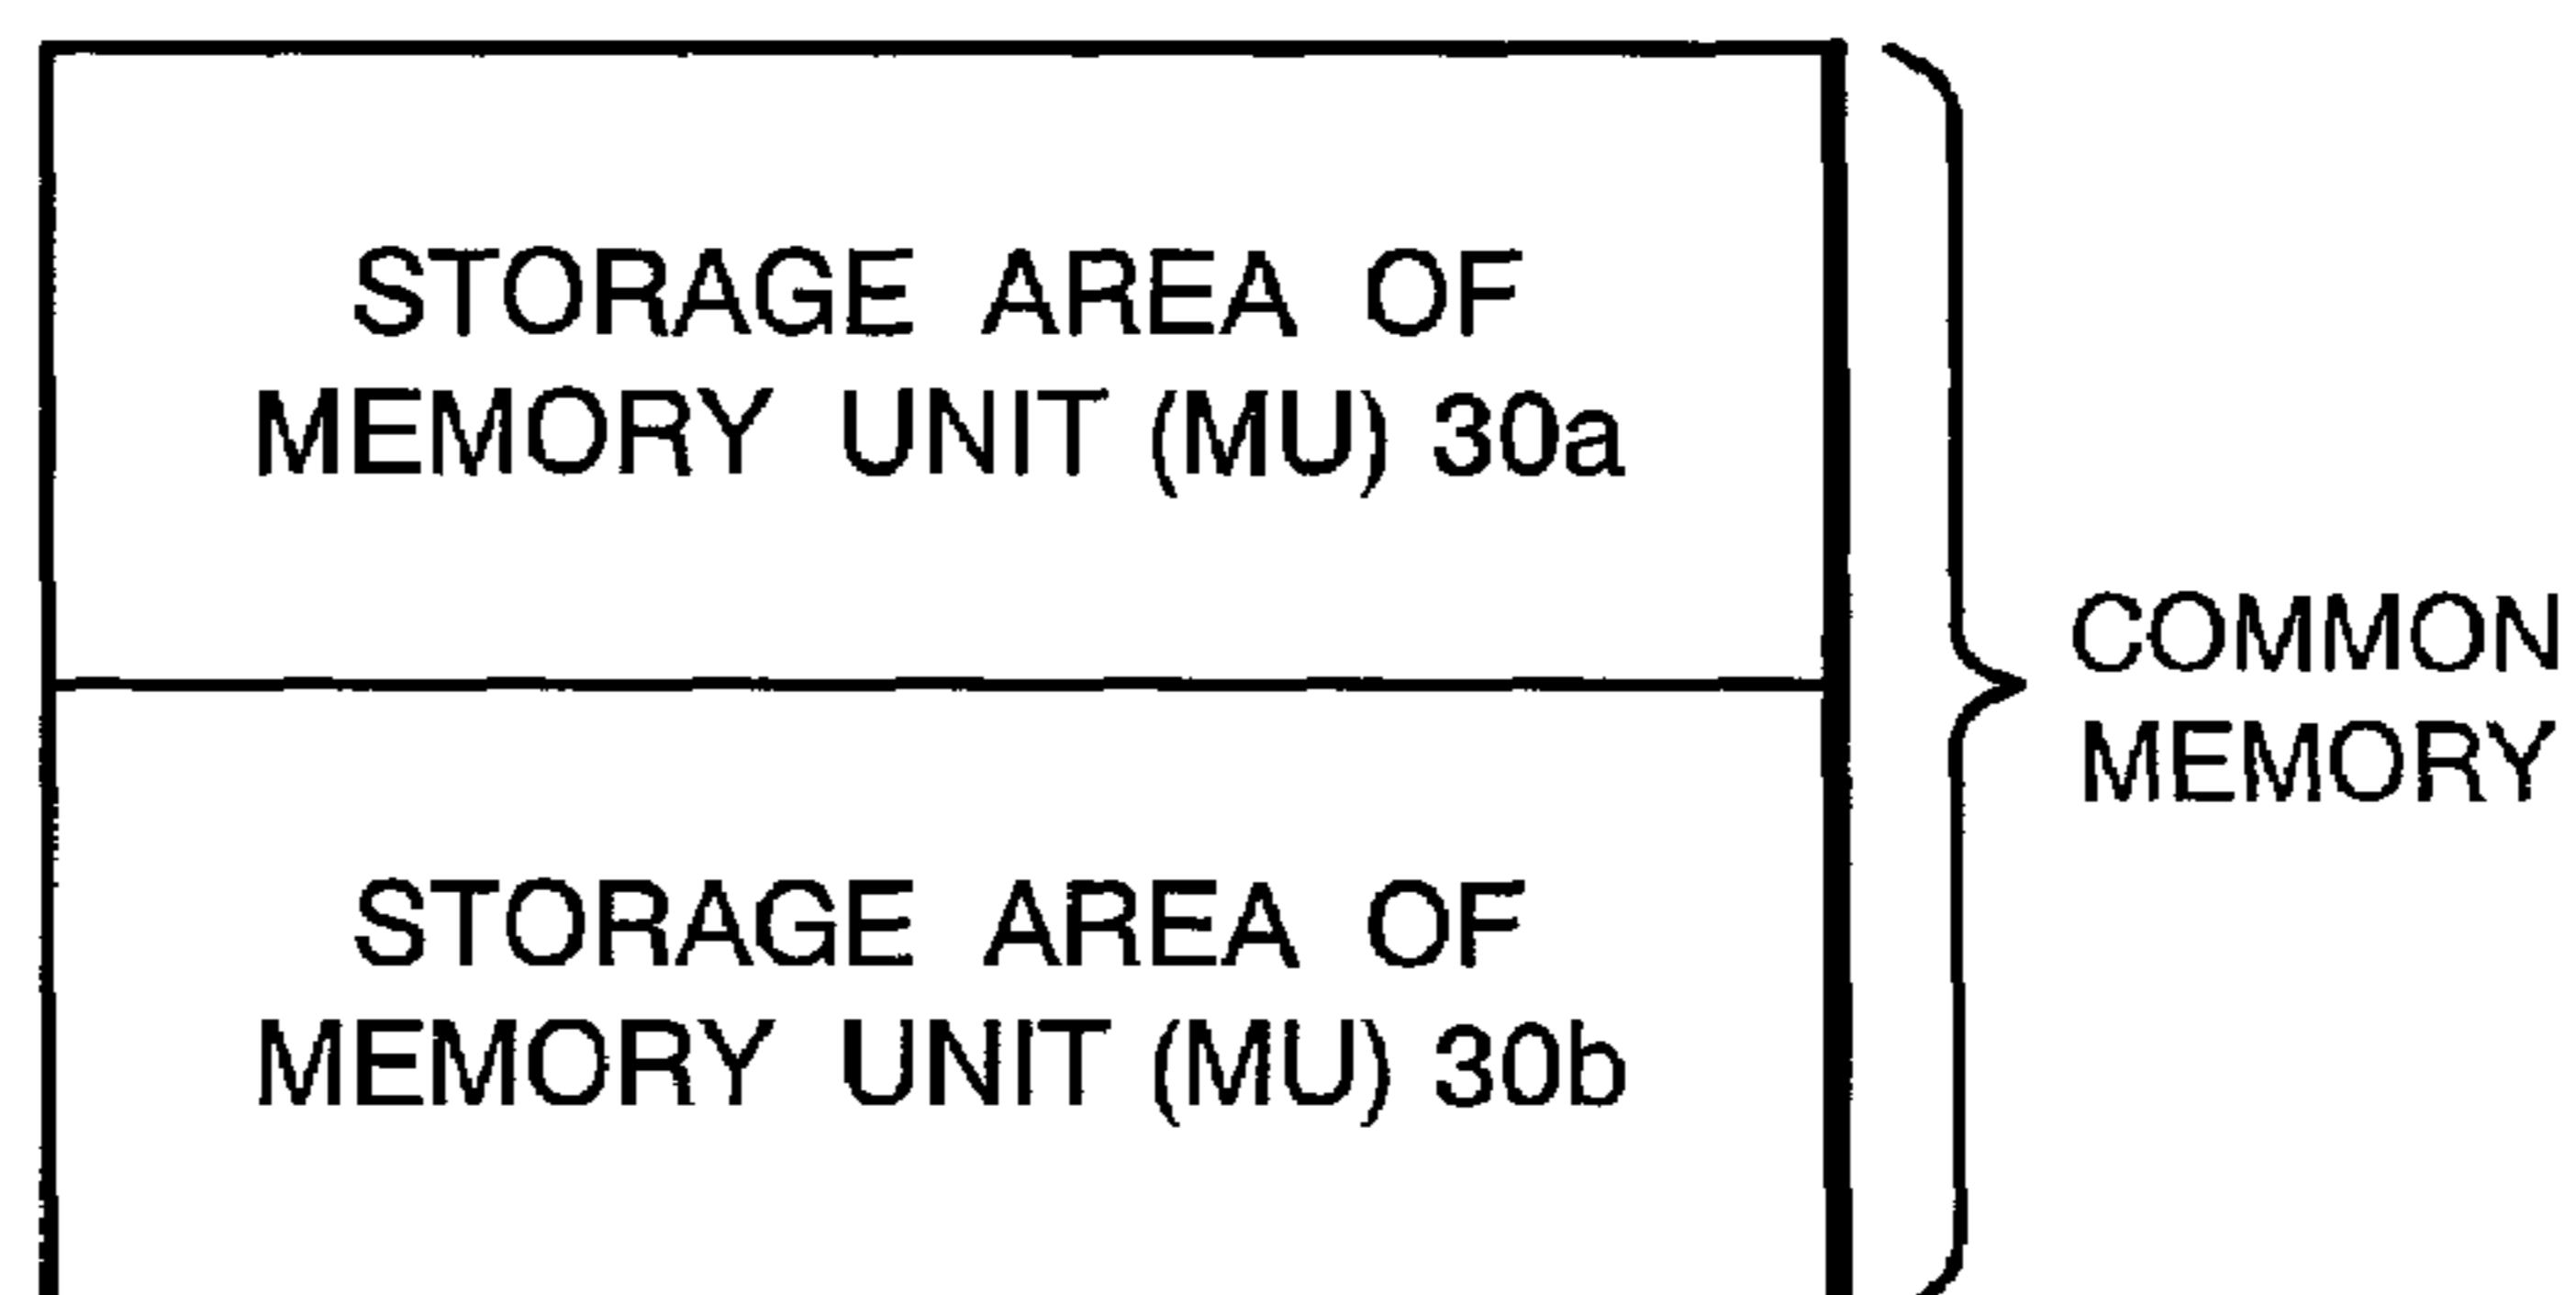 STORAGE AREA OF
MEMORY UNIT (MU) 30a
COMMON
MEMORY
STORAGE AREA OF
MEMORY UNIT (MU) 30b